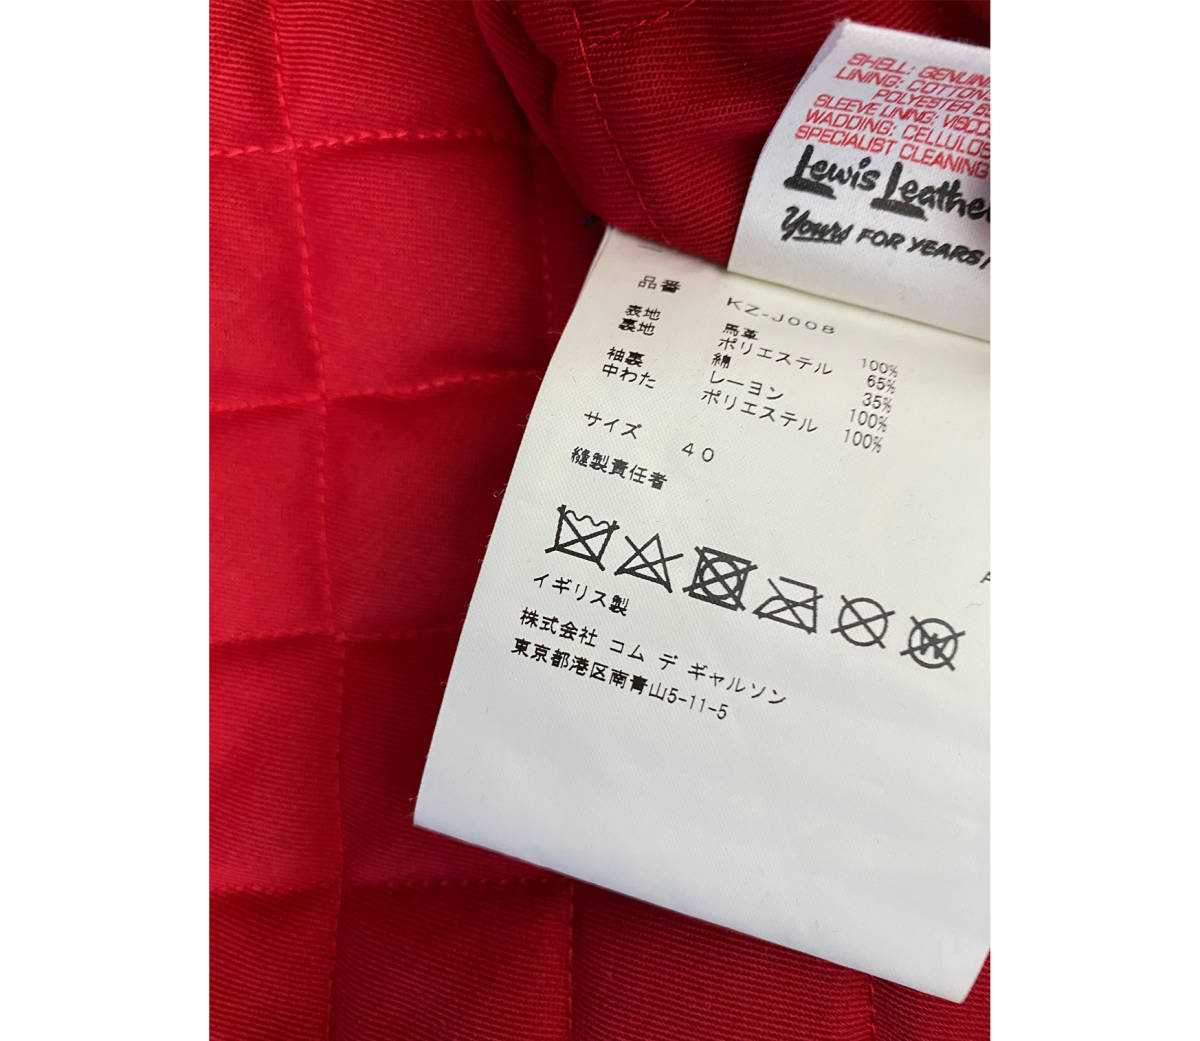 SHELL: GENUIN
LINING: COTTON
POLYESTER
SLEEVE LINING: VISCO
WADDING: CELLULOS
SPECIALIST CLEANING
Lewis Leathe
Yours FOR YEARS
品番 KZ-J008
表地 馬革 100%
裏地 ポリエステル 65%
綿 35%
袖裏 レーヨン 100%
中わた ポリエステル 100%
サイズ 40
縫製責任者
W
イギリス製
株式会社 コム デ ギャルソン
東京都港区南青山5-11-5